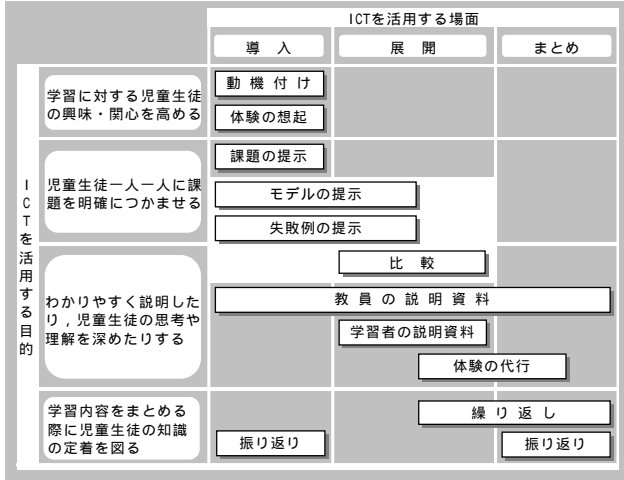 ICTを活用する場面
導 入
展 開
まとめ
ICTを活用する目的
学習に対する児童生徒
の興味・関心を高める
動 機 付 け
体験の想起
児童生徒一人一人に課
題を明確につかませる
課題の提示
モデルの提示
失敗例の提示
わかりやすく説明した
り，児童生徒の思考や
理解を深めたりする
比 較
教 員 の 説 明 資 料
学習者の説明資料
体験の代行
学習内容をまとめる
際に児童生徒の知識
の定着を図る
繰 り 返 し
振り返り
振り返り